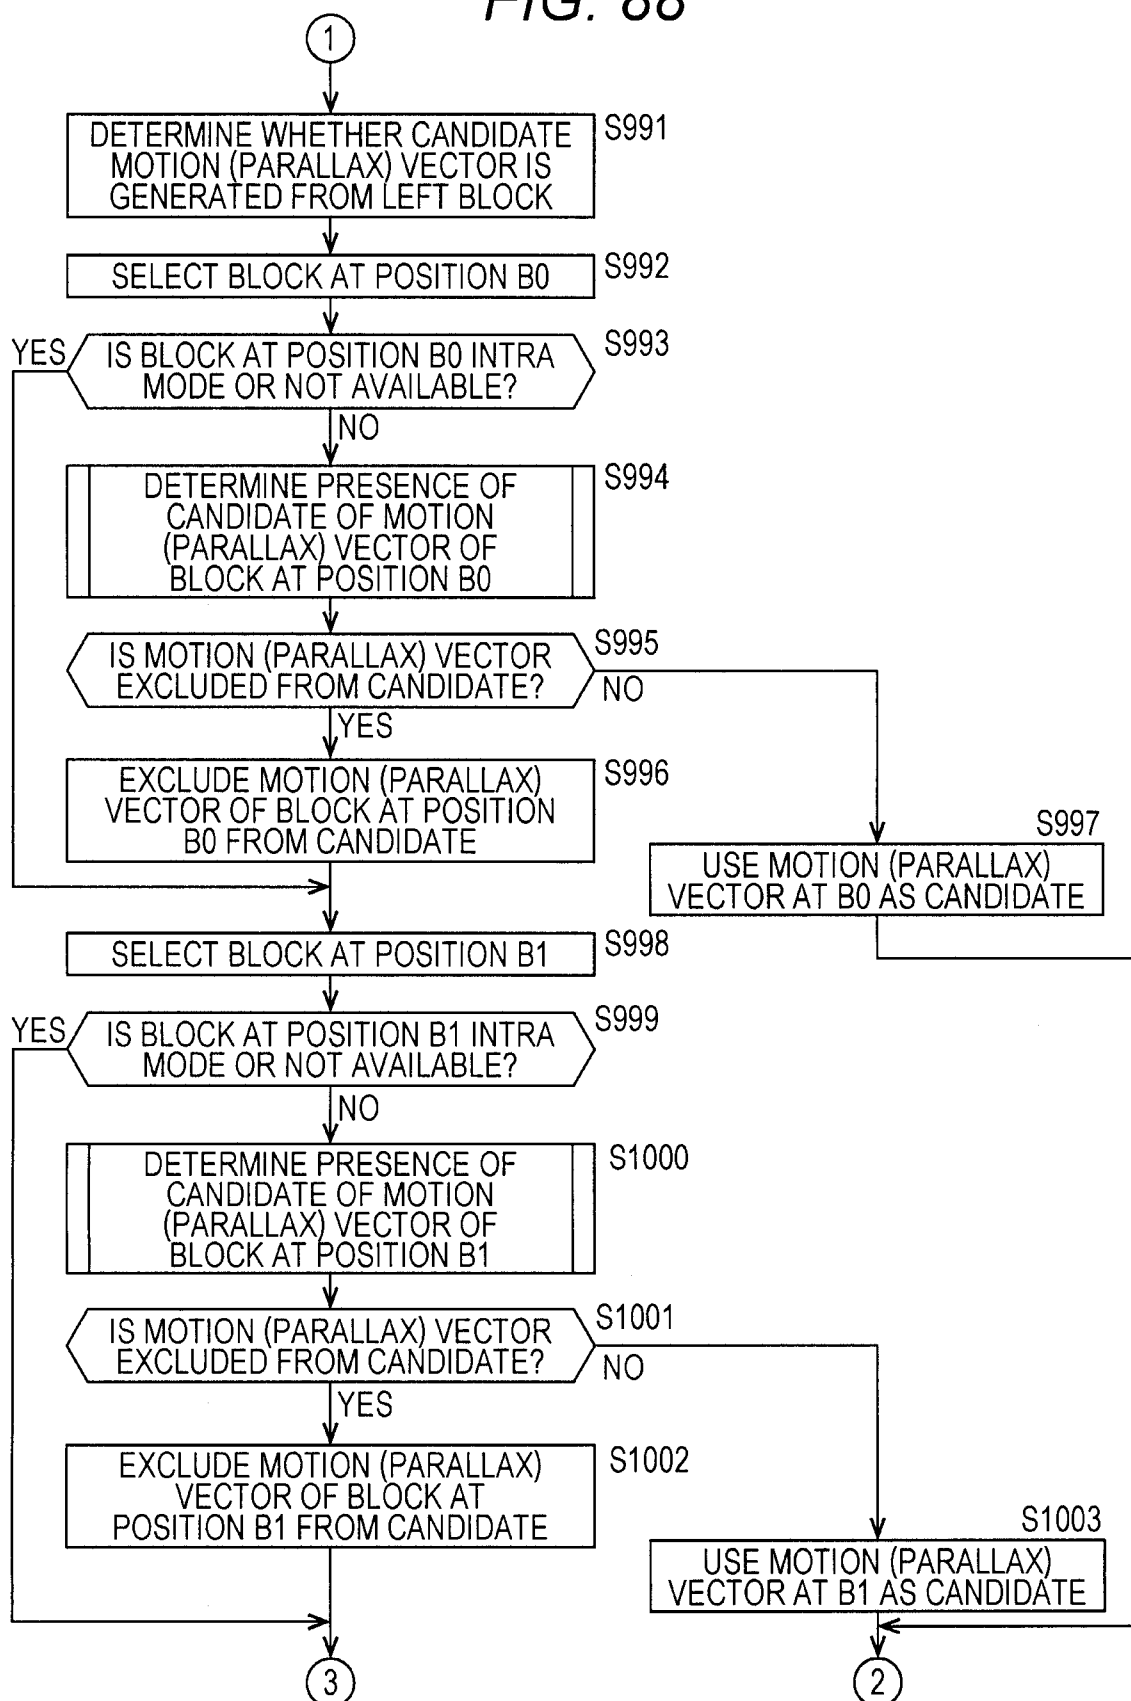 FIG. 88
1
DETERMINE WHETHER CANDIDATE
MOTION (PARALLAX) VECTOR IS
GENERATED FROM LEFT BLOCK
S991
SELECT BLOCK AT POSITION B0
S992
YES
IS BLOCK AT POSITION B0 INTRA
MODE OR NOT AVAILABLE?
S993
NO
DETERMINE PRESENCE OF
CANDIDATE OF MOTION
(PARALLAX) VECTOR OF
BLOCK AT POSITION B0
S994
IS MOTION (PARALLAX) VECTOR
EXCLUDED FROM CANDIDATE?
S995
NO
YES
EXCLUDE MOTION (PARALLAX)
VECTOR OF BLOCK AT POSITION
B0 FROM CANDIDATE
S996
S997
USE MOTION (PARALLAX)
VECTOR AT B0 AS CANDIDATE
SELECT BLOCK AT POSITION B1
S998
YES
IS BLOCK AT POSITION B1 INTRA
MODE OR NOT AVAILABLE?
S999
NO
DETERMINE PRESENCE OF
CANDIDATE OF MOTION
(PARALLAX) VECTOR OF
BLOCK AT POSITION B1
S1000
IS MOTION (PARALLAX) VECTOR
EXCLUDED FROM CANDIDATE?
S1001
NO
YES
EXCLUDE MOTION (PARALLAX)
VECTOR OF BLOCK AT
POSITION B1 FROM CANDIDATE
S1002
S1003
USE MOTION (PARALLAX)
VECTOR AT B1 AS CANDIDATE
3
2